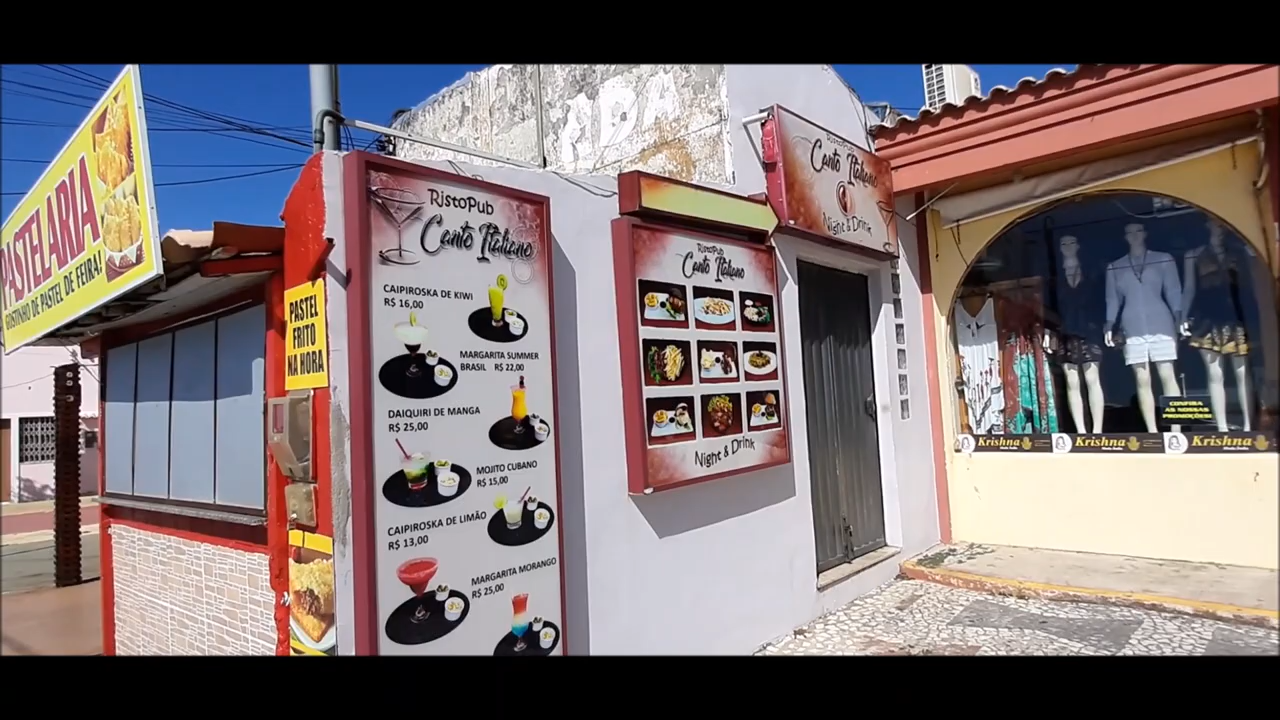 PASTELARIA
GOSTINHO DE PASTEL DE FEIRA!
PASTEL
FRITO
NA HORA
RistoPub
Canto Italiano
CAIPIROSKA DE KIWI
R$ 16,00
MARGARITA SUMMER
BRASIL R$ 22,00
DAIQUIRI DE MANGA
R$ 25,00
MOJITO CUBANO
R$ 15,00
CAIPIROSKA DE LIMÃO
R$ 13,00
MARGARITA MORANGO
R$ 25,00
ADA
RistoPub
Canto Italiano
Night & Drink
RistoPub
Canto Italiano
Night & Drink
CONFIRA
AS NOSSAS
PROMOÇÕES!
Krishna
Krishna
Krishna